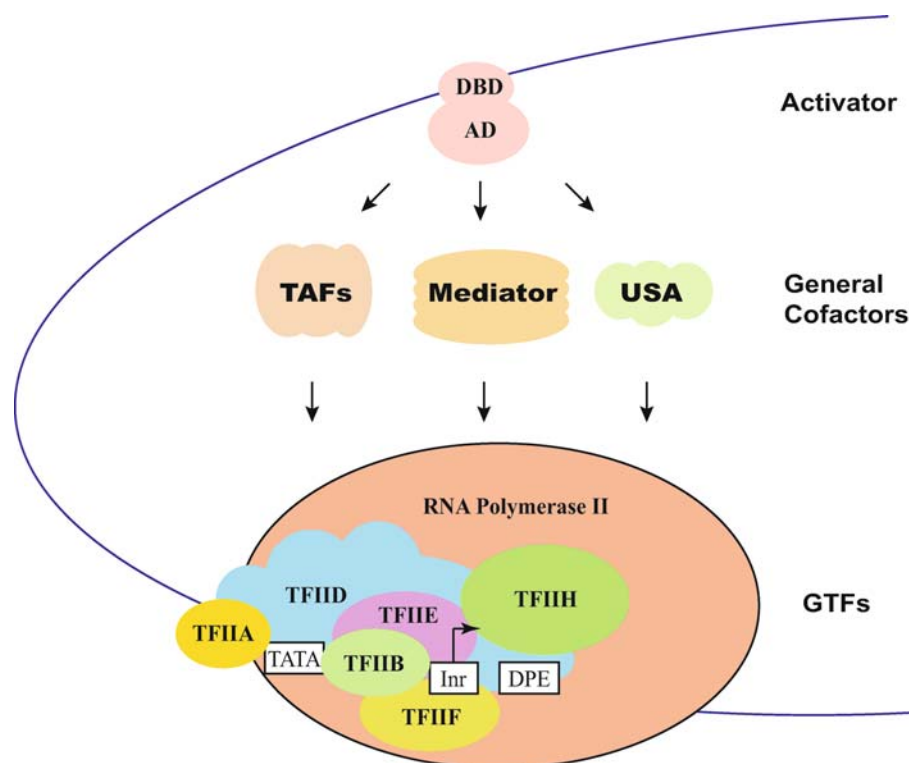 DBD
AD
Activator
TAFs
Mediator
USA
General
Cofactors
RNA Polymerase II
TFIID
TFIIH
TFIIE
TFIIA
GTFs
TATA
TFIIB
Inr
DPE
TFIIF